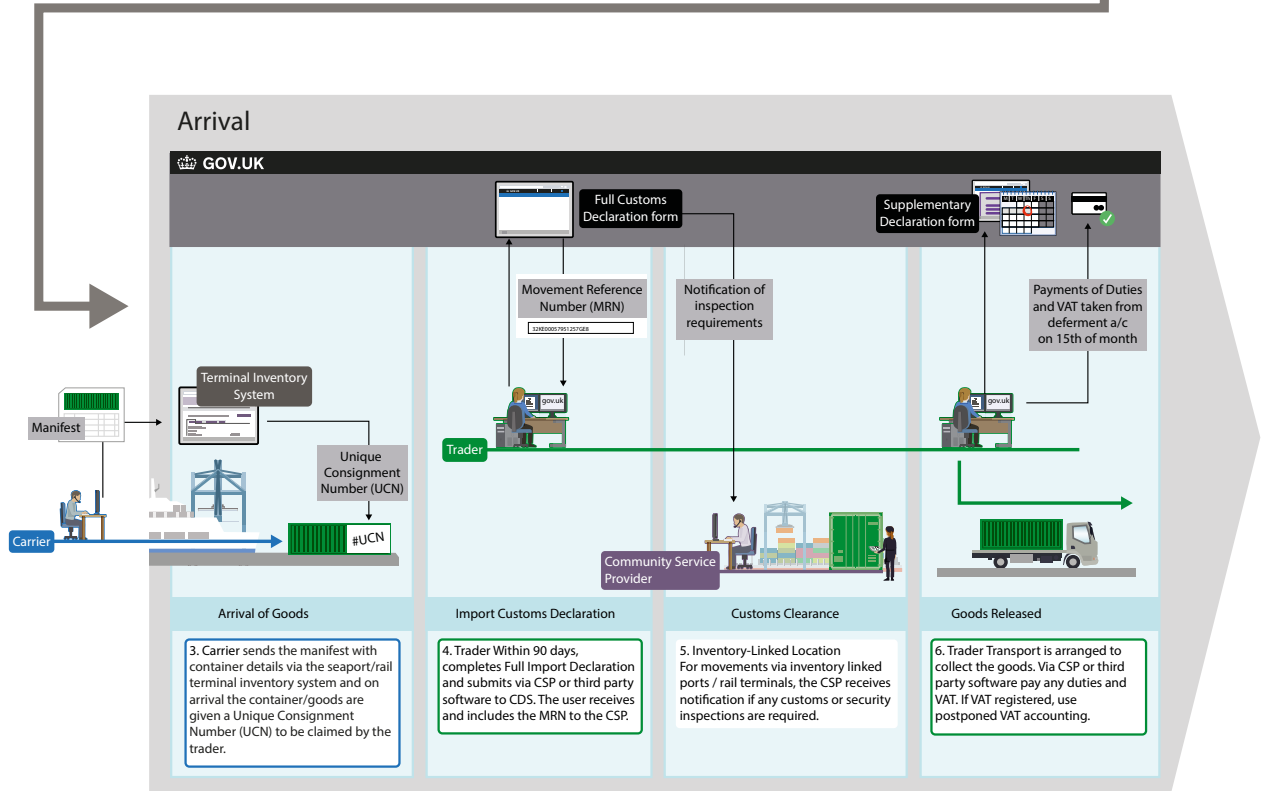 Arrival
GOV.UK
Full Customs
Declaration form
Supplementary
Declaration form
Movement Reference
Number (MRN)
32KE00057951257GE8
Notification of
inspection
requirements
Payments of Duties
and VAT taken from
deferment a/c
on 15th of month
Terminal Inventory
System
Manifest
gov.uk
gov.uk
Trader
Unique
Consignment
Number (UCN)
Carrier
#UCN
Community Service
Provider
Arrival of Goods
Import Customs Declaration
Customs Clearance
Goods Released
3. Carrier sends the manifest with
container details via the seaport/rail
terminal inventory system and on
arrival the container/goods are
given a Unique Consignment
Number (UCN) to be claimed by the
trader.
4. Trader Within 90 days,
completes Full Import Declaration
and submits via CSP or third party
software to CDS. The user receives
and includes the MRN to the CSP.
5. Inventory-Linked Location
For movements via inventory linked
ports / rail terminals, the CSP receives
notification if any customs or security
inspections are required.
6. Trader Transport is arranged to
collect the goods. Via CSP or third
party software pay any duties and
VAT. If VAT registered, use
postponed VAT accounting.